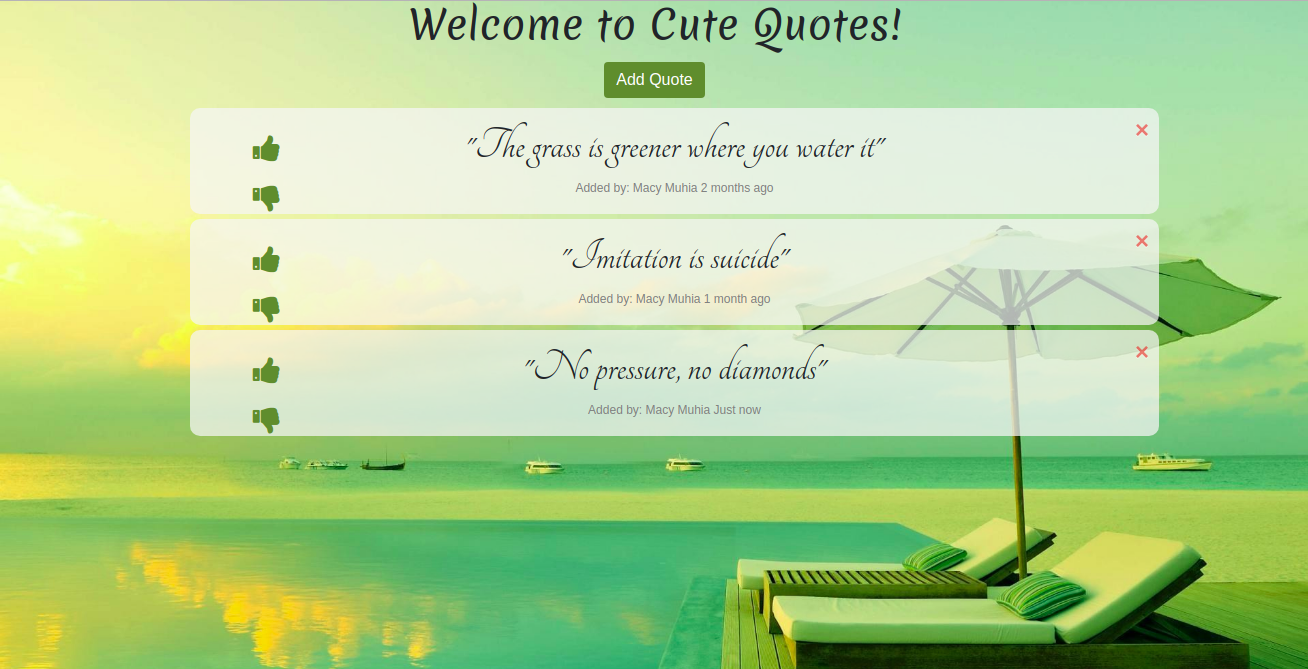 Welcome to Cute Quotes!
Add Quote
"The grass is greener where you water it"
Added by: Macy Muhia 2 months ago
"Imitation is suicide"
Added by: Macy Muhia 1 month ago
"No pressure, no diamonds"
Added by: Macy Muhia Just now